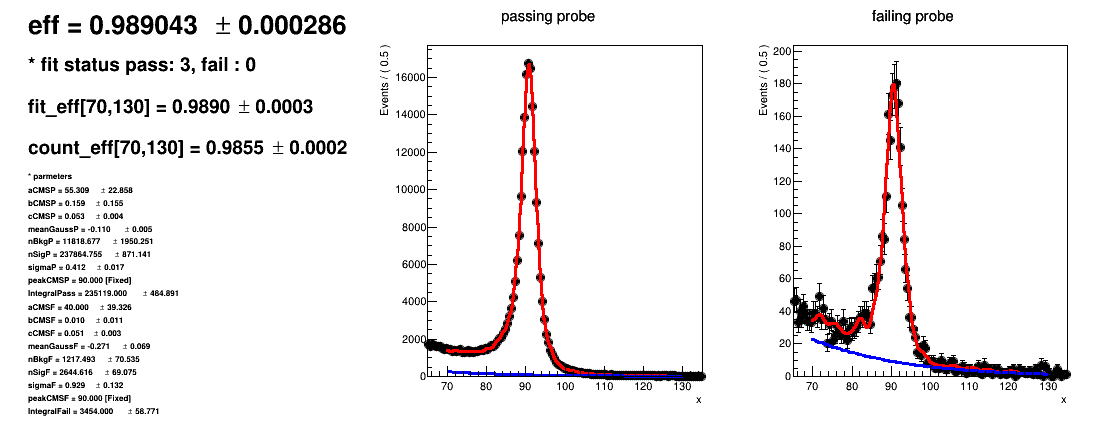 eff = 0.989043 ± 0.000286
* fit status pass: 3, fail : 0
fit_eff[70,130] = 0.9890 ± 0.0003
count_eff[70,130] = 0.9855 ± 0.0002
* parmeters
aCMSP = 55.309 ± 22.858
bCMSP = 0.159 ± 0.155
cCMSP = 0.053 ± 0.004
meanGaussP = -0.110 ± 0.005
nBkgP = 11818.677 ± 1950.251
nSigP = 237864.755 ± 871.141
sigmaP = 0.412 ± 0.017
peakCMSP = 90.000 [Fixed]
IntegralPass = 235119.000 ± 484.891
aCMSF = 40.000 ± 39.326
bCMSF = 0.010 ± 0.011
cCMSF = 0.051 ± 0.003
meanGaussF = -0.271 ± 0.069
nBkgF = 1217.493 ± 70.535
nSigF = 2644.616 ± 69.075
sigmaF = 0.929 ± 0.132
peakCMSF = 90.000 [Fixed]
IntegralFail = 3454.000 ± 58.771
passing probe
Events / ( 0.5 )
16000
14000
12000
10000
8000
6000
4000
2000
0
70 80 90 100 110 120 130
x
failing probe
Events / ( 0.5 )
200
180
160
140
120
100
80
60
40
20
0
70 80 90 100 110 120 130
x